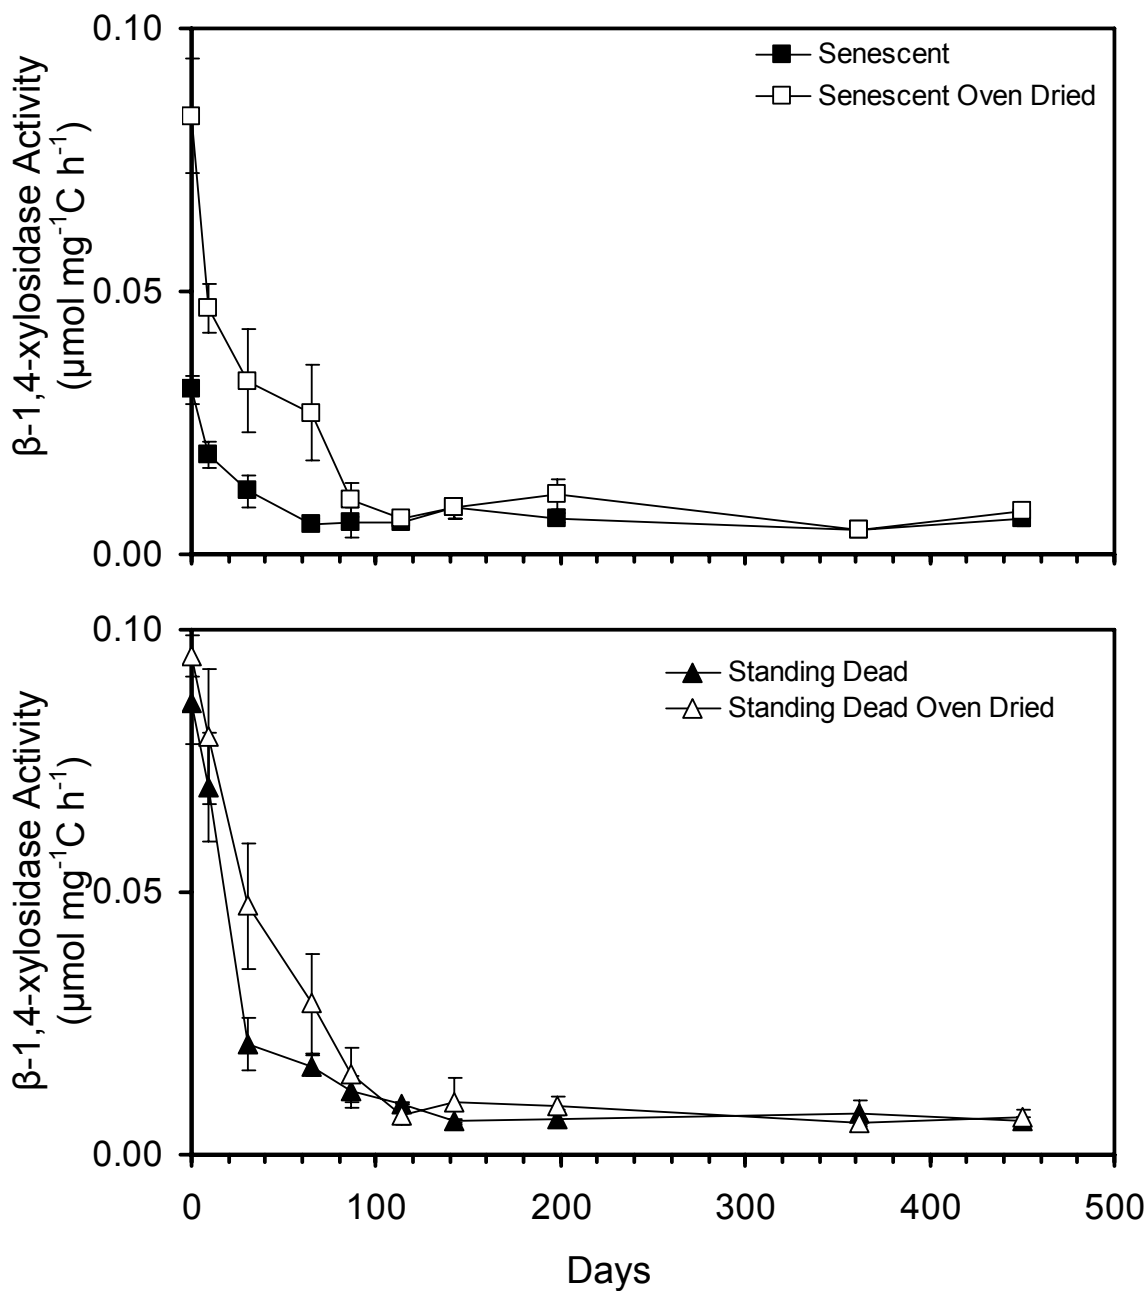 0.10
0.05
0.00
β-1,4-xylosidase Activity
(µmol mg⁻¹C h⁻¹)
Senescent
Senescent Oven Dried
0.10
0.05
0.00
β-1,4-xylosidase Activity
(µmol mg⁻¹C h⁻¹)
Standing Dead
Standing Dead Oven Dried
0 100 200 300 400 500
Days